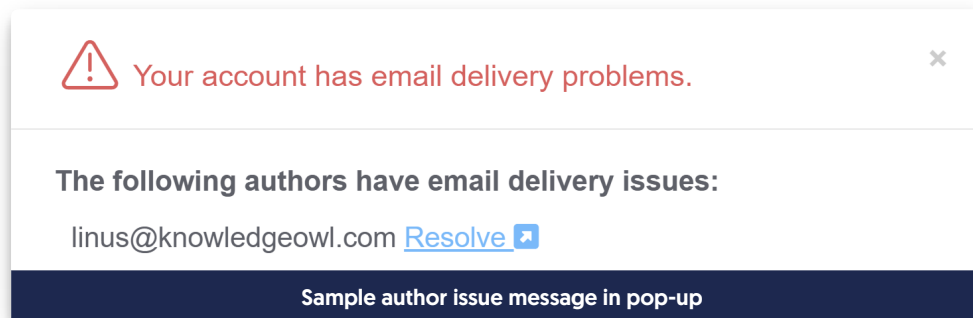 Your account has email delivery problems.
The following authors have email delivery issues:
linus@knowledgeowl.com Resolve
Sample author issue message in pop-up